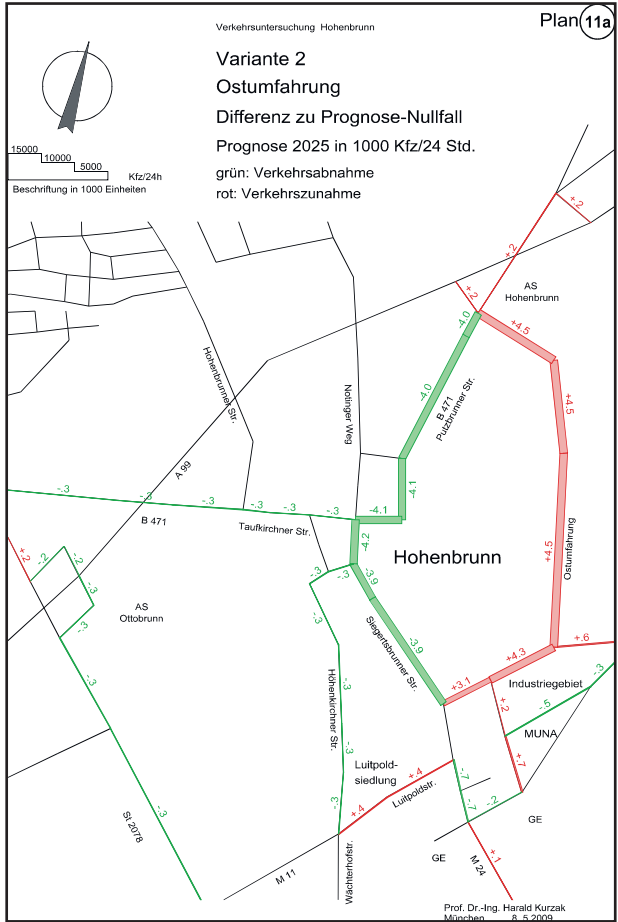 Verkehrsuntersuchung Hohenbrunn
Plan 11a
Variante 2
Ostumfahrung
Differenz zu Prognose-Nullfall
Prognose 2025 in 1000 Kfz/24 Std.
grün: Verkehrsabnahme
rot: Verkehrszunahme
15000
10000
5000
Kfz/24h
Beschriftung in 1000 Einheiten
+.2
+.2
+.2
AS
Hohenbrunn
-4.0
+4.5
-4.0
B 471
Putzbrunner Str.
+4.5
Hohenbrunner Str.
Notinger Weg
A 99
-.3
-.3
-.3
-.3
-.3
-.3
-4.1
-4.1
B 471
Taufkirchner Str.
-4.2
+4.5
Ostumfahrung
Hohenbrunn
+.2
-.2
-.2
-.3
-.3
AS
Ottobrunn
-.3
-.3
-.3
-3.9
-3.9
Siegertsbrunner Str.
+.6
+4.3
+3.1
-.3
Industriegebiet
-.3
-.3
Höhenkirchner Str.
+.2
-.5
MUNA
-.3
Luitpold-
siedlung
+.4
+.7
-.7
Luitpoldstr.
-.3
St 2078
-.3
+.4
-.7
-.2
GE
GE
M 11
Wächterhofstr.
M 24
+.1
Prof. Dr.-Ing. Harald Kurzak
München 8.5.2009